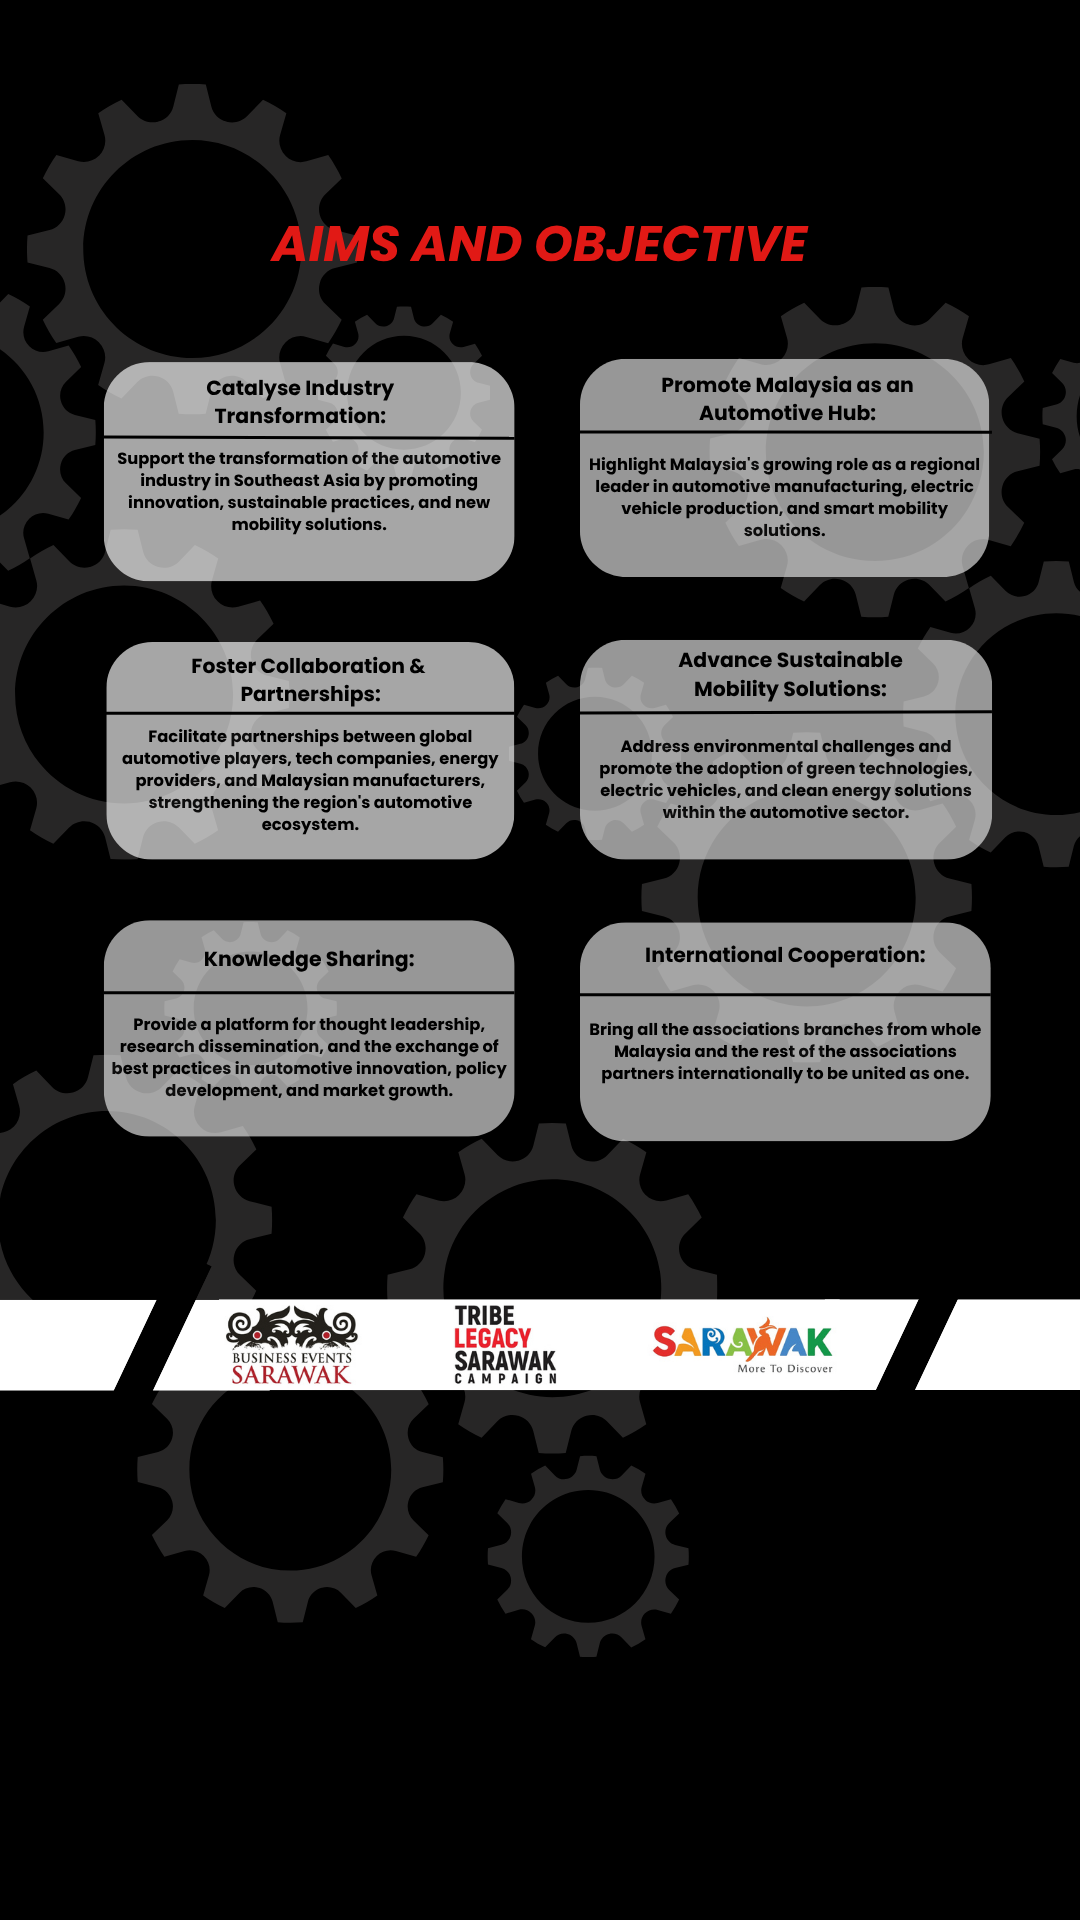 AIMS AND OBJECTIVE
Catalyse Industry
Transformation:
Support the transformation of the automotive
industry in Southeast Asia by promoting
innovation, sustainable practices, and new
mobility solutions.
Promote Malaysia as an
Automotive Hub:
Highlight Malaysia's growing role as a regional
leader in automotive manufacturing, electric
vehicle production, and smart mobility
solutions.
Foster Collaboration &
Partnerships:
Facilitate partnerships between global
automotive players, tech companies, energy
providers, and Malaysian manufacturers,
strengthening the region's automotive
ecosystem.
Advance Sustainable
Mobility Solutions:
Address environmental challenges and
promote the adoption of green technologies,
electric vehicles, and clean energy solutions
within the automotive sector.
Knowledge Sharing:
Provide a platform for thought leadership,
research dissemination, and the exchange of
best practices in automotive innovation, policy
development, and market growth.
International Cooperation:
Bring all the associations branches from whole
Malaysia and the rest of the associations
partners internationally to be united as one.
BUSINESS EVENTS
SARAWAK
TRIBE
LEGACY
SARAWAK
CAMPAIGN
SARAWAK
More To Discover